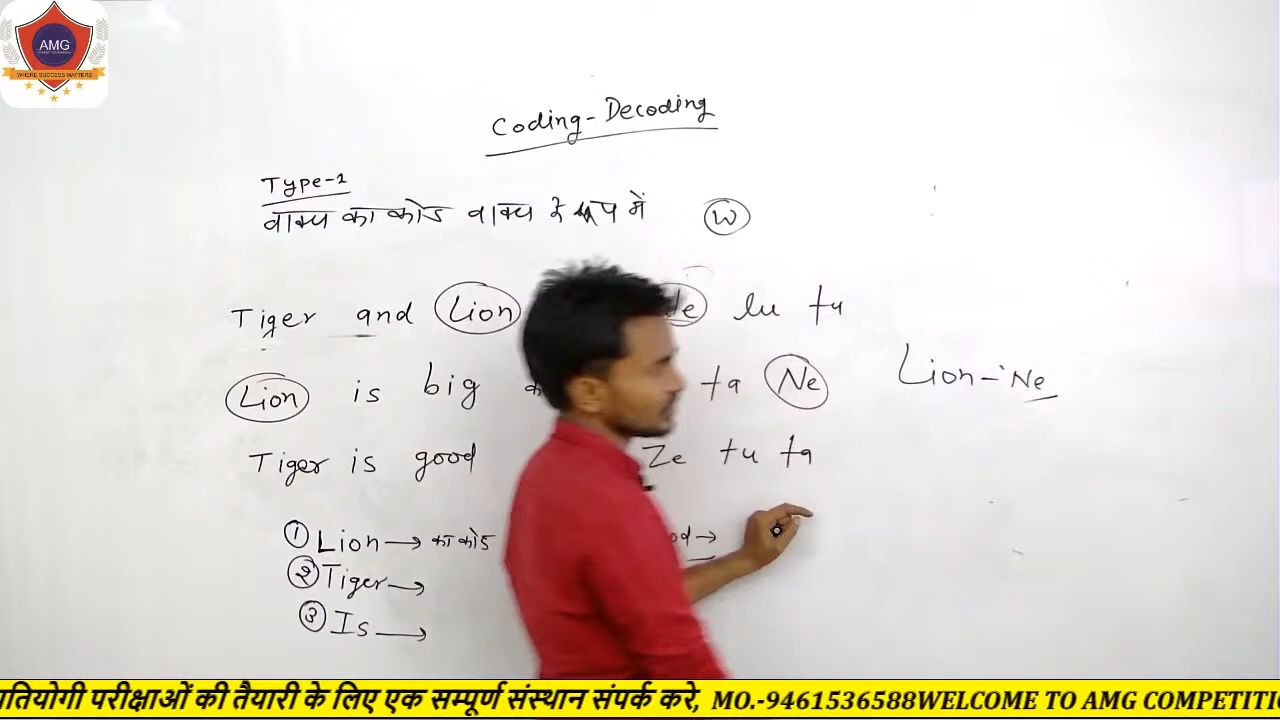 AMG
WHERE SUCCESS MATTERS
Coding-Decoding
Type-1
वाक्य का कोड वाक्य के रूप में W
Tiger and Lion Ne lu tu
Lion is big ta Ne
Lion - Ne
Tiger is good Ze tu ta
① Lion → का कोड →
② Tiger →
③ Is →
प्रतियोगी परीक्षाओं की तैयारी के लिए एक सम्पूर्ण संस्थान संपर्क करे, MO.-9461536588WELCOME TO AMG COMPETITI